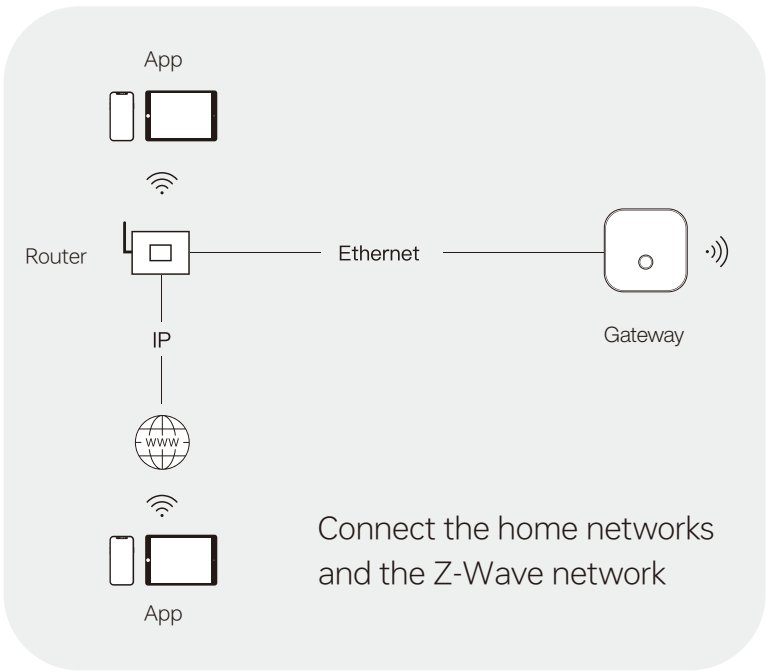 App
Router
Ethernet
Gateway
IP
WWW
App
Connect the home networks
and the Z-Wave network